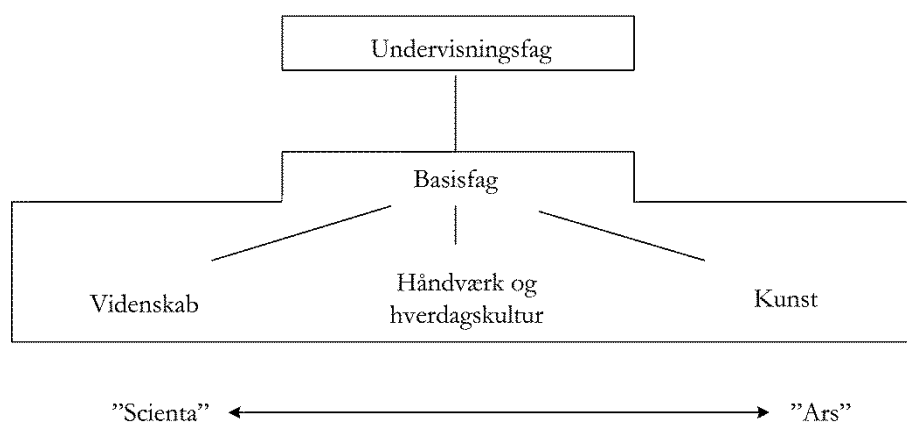 Undervisningsfag
Basisfag
Videnskab
Håndværk og
hverdagskultur
Kunst
”Scienta”
”Ars”